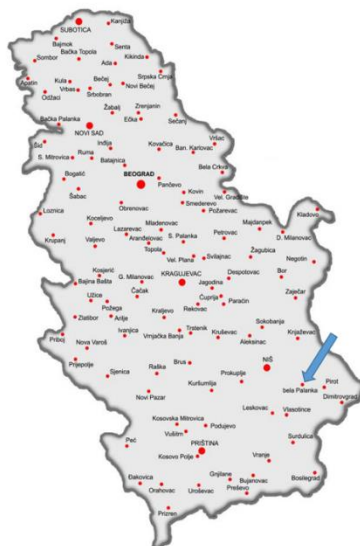 Kanjiža
SUBOTICA
Bajmok
Bačka Topola
Senta
Sombor
Ada
Kikinda
Apatin
Kula
Bečej
Srpska Crnja
Vrbas
Novi Bečej
Odžaci
Srbobran
Žabalj
Zrenjanin
Bačka Palanka
Ečka
Sečanj
NOVI SAD
Šid
Inđija
Kovačica
Vršac
S. Mitrovica
Ruma
Ban. Karlovac
Batajnica
Bela Crkva
Bugatić
BEOGRAD
Pančevo
Šabac
Kovin
Vel. Gradište
Obrenovac
Smederevo
Kladovo
Loznica
Požarevac
Koceljevo
Mladenovac
Majdanpek
Lazarevac
Petrovac
Krupanj
Valjevo
Aranđelovac
S. Palanka
D. Milanovac
Topola
Svilajnac
Žagubica
Negotin
Vel. Plana
Kosjerić
KRAGUJEVAC
Bor
Bajina Bašta
G. Milanovac
Despotovac
Jagodna
Užice
Čačak
Ćuprija
Paraćin
Zaječar
Požega
Rekovac
Zlatibor
Arilje
Kraljevo
Sokobanja
Priboj
Ivanjica
Trstenik
Knjaževac
Nova Varoš
Vrnjačka Banja
Kruševac
Aleksinac
Prijepolje
Raška
Brus
NIŠ
Sjenica
Prokuplje
Kuršumlija
Pirot
Novi Pazar
bela Palanka
Dimitrovgrad
Kosovska Mitrovica
Leskovac
Vlasotince
Vušitrn
Podujevo
Peć
PRIŠTINA
Surdulica
Kosovo Polje
Vranje
Đakovica
Gnjilane
Bosilegrad
Orahovac
Uroševac
Bujanovac
Preševo
Prizren